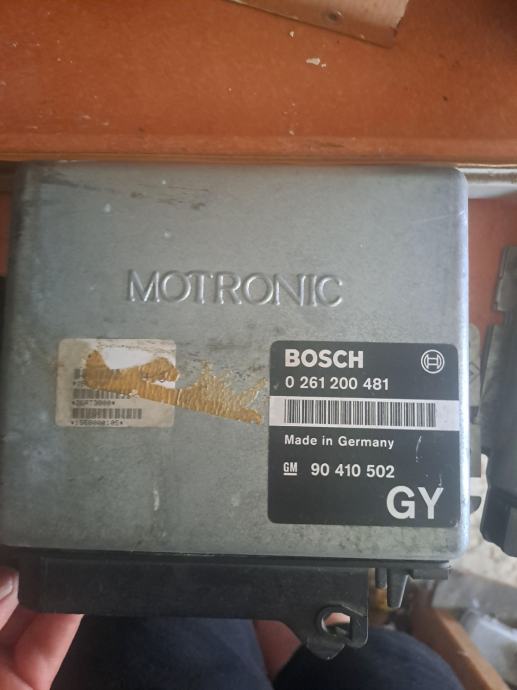 MOTRONIC
BOSCH
0 261 200 481
Made in Germany
GM 90 410 502
GY